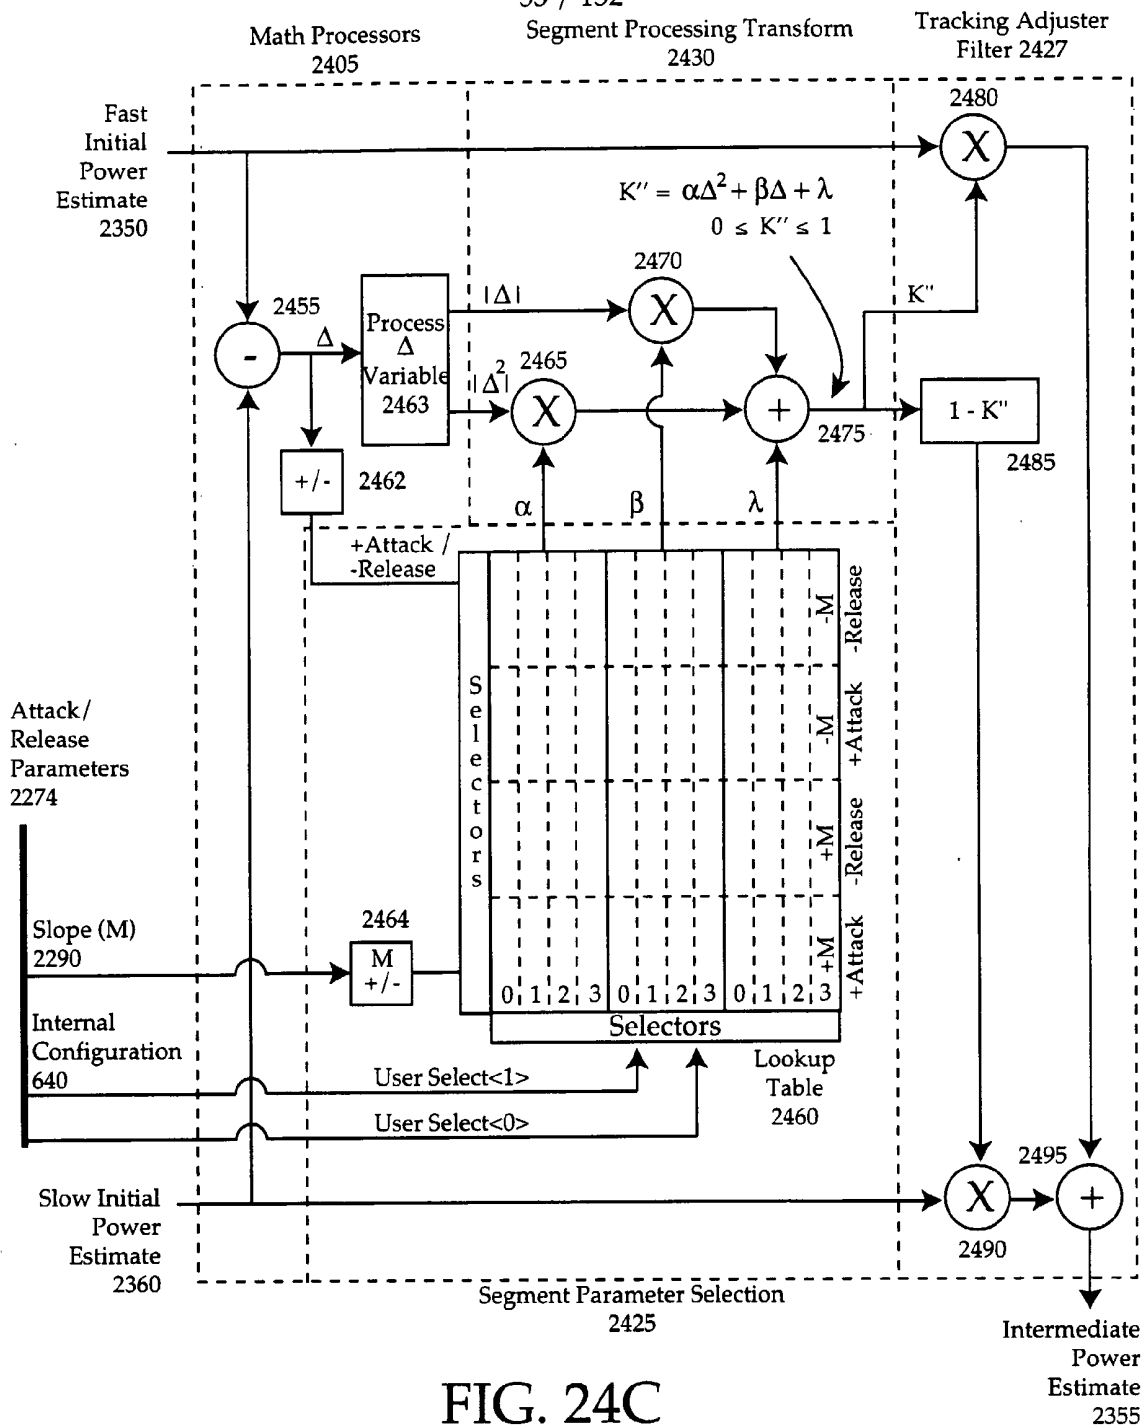 Math Processors
2405
Segment Processing Transform
2430
Tracking Adjuster
Filter 2427
Fast
Initial
Power
Estimate
2350
2480
X
K'' = αΔ² + βΔ + λ
0 ≤ K'' ≤ 1
2455
-
Δ
Process
Δ
Variable
2463
|Δ|
|Δ²|
2470
X
2465
X
+
2475
K''
1 - K''
2485
+/-
2462
α
β
λ
+Attack /
-Release
Selectors
-M
-Release
-M
+Attack
+M
-Release
+M
+Attack
0 1 2 3 0 1 2 3 0 1 2 3
Selectors
Lookup
Table
2460
Attack/
Release
Parameters
2274
Slope (M)
2290
2464
M
+/-
Internal
Configuration
640
User Select<1>
User Select<0>
Slow Initial
Power
Estimate
2360
X
2490
2495
+
Segment Parameter Selection
2425
Intermediate
Power
Estimate
2355
FIG. 24C